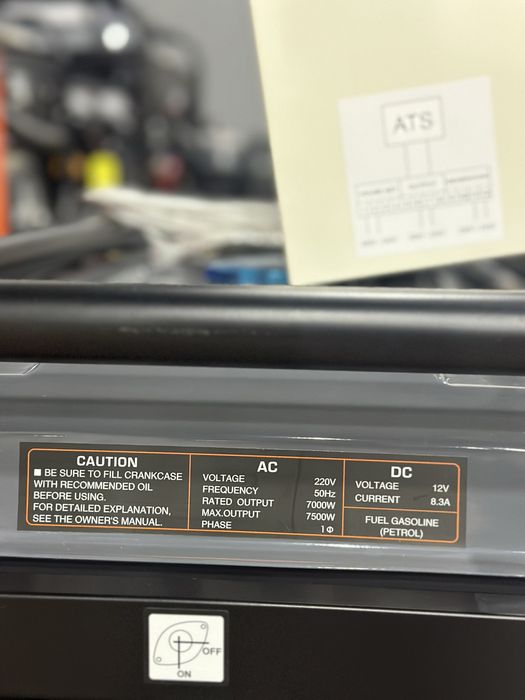 ATS
CAUTION
■ BE SURE TO FILL CRANKCASE
WITH RECOMMENDED OIL
BEFORE USING.
FOR DETAILED EXPLANATION,
SEE THE OWNER'S MANUAL.
AC
VOLTAGE 220V
FREQUENCY 50Hz
RATED OUTPUT 7000W
MAX.OUTPUT 7500W
PHASE 1Φ
DC
VOLTAGE 12V
CURRENT 8.3A
FUEL GASOLINE
(PETROL)
OFF
ON